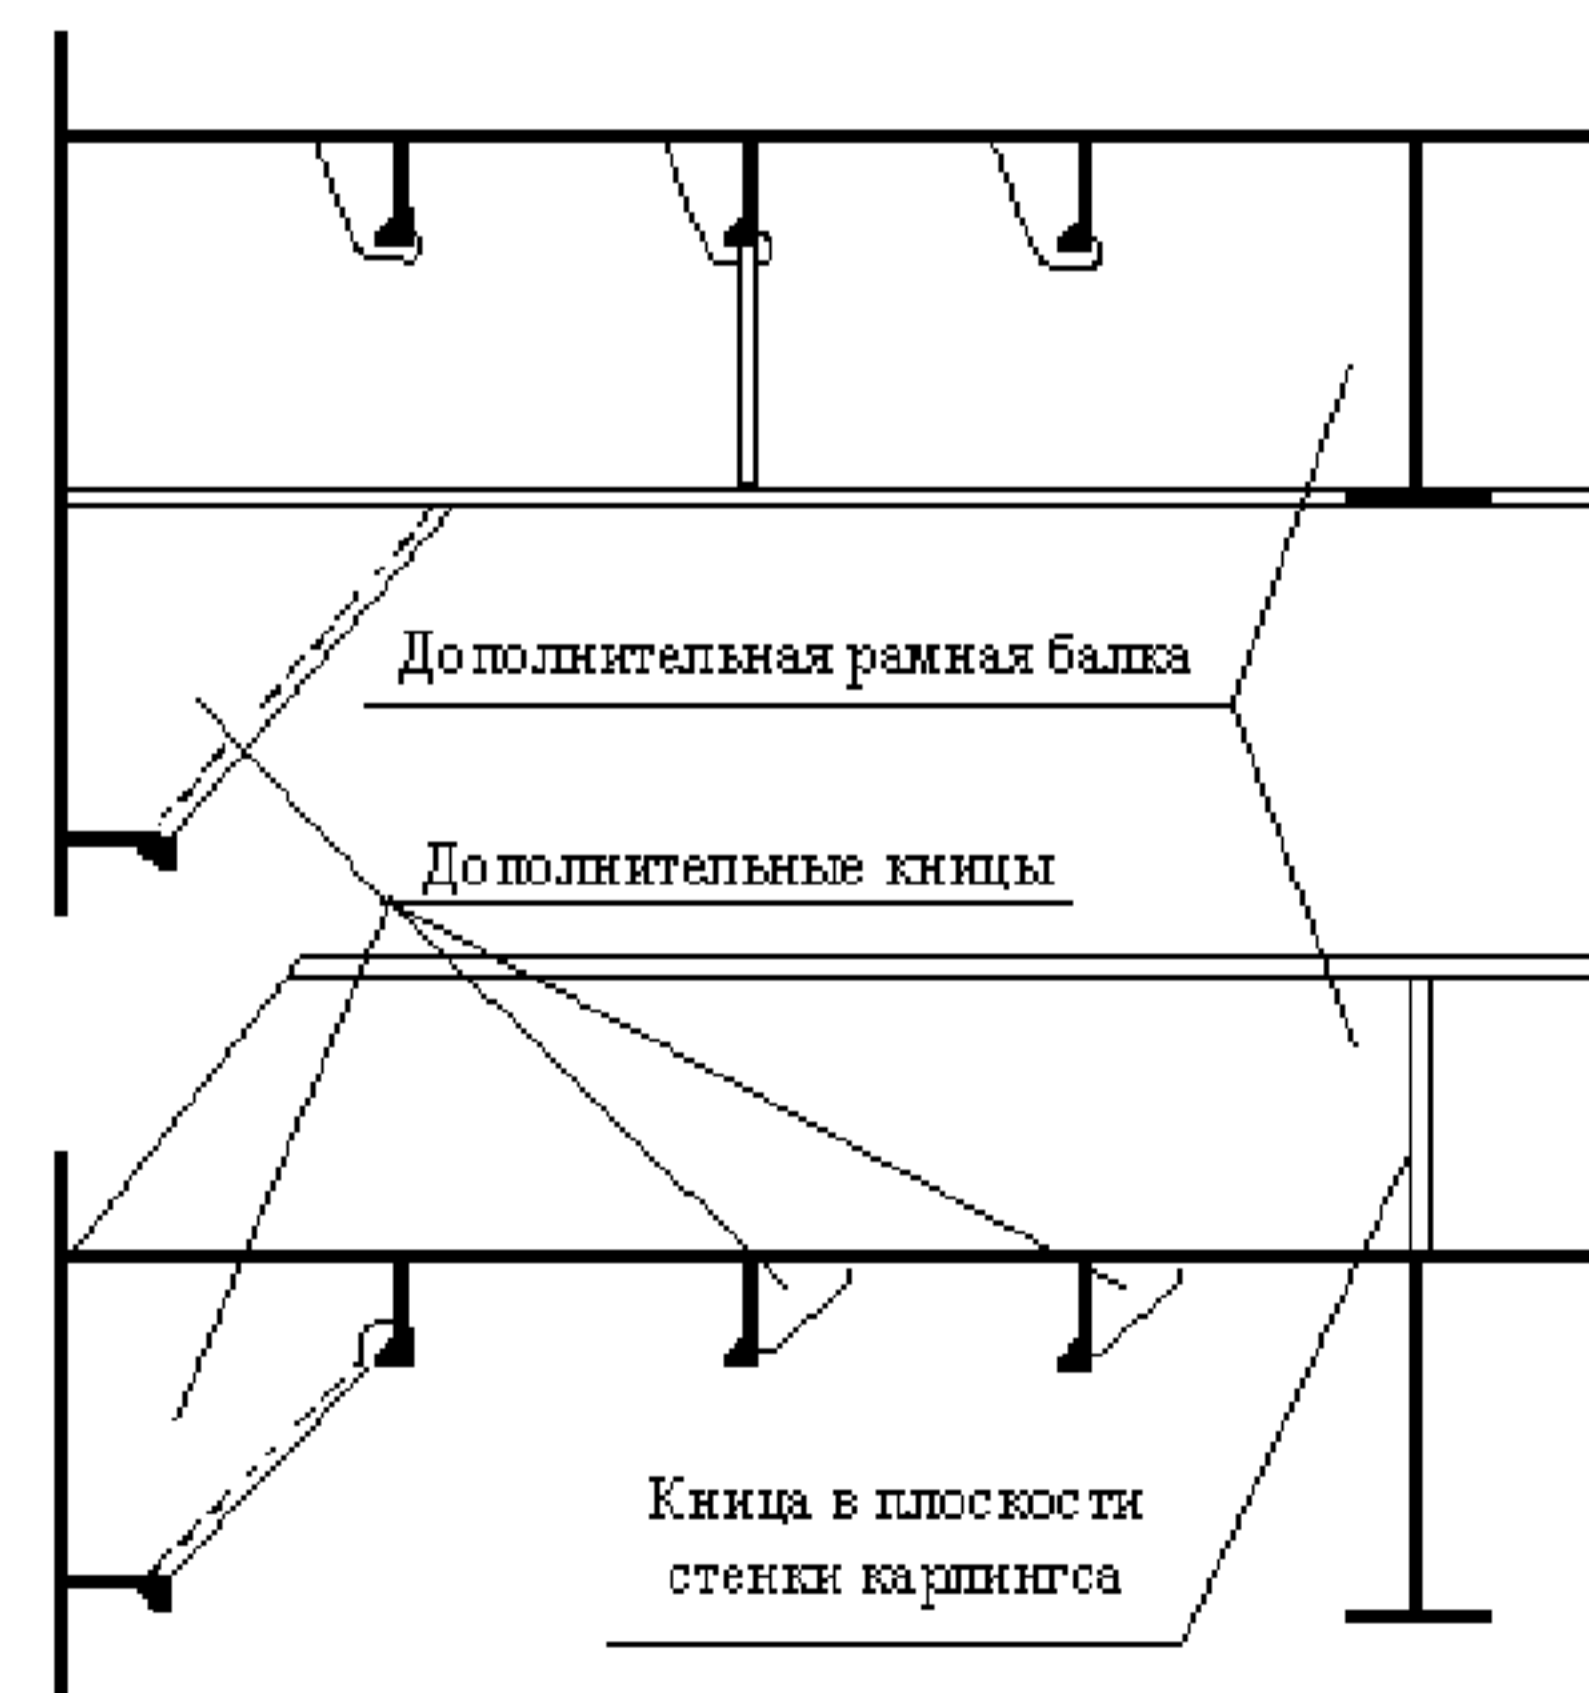 Дополнительная рамная балка
Дополнительные кницы
Кница в плоскости
стенки карлингса